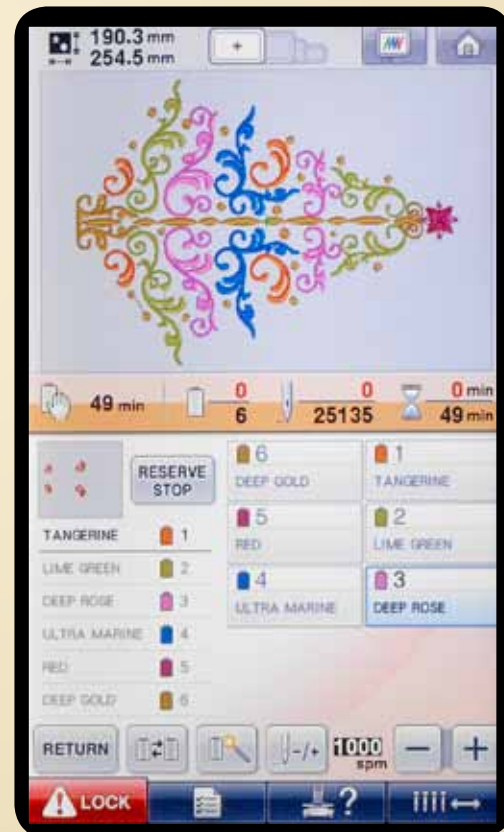 190.3 mm
254.5 mm
+
49 min
0
6
0
25135
0 min
49 min
RESERVE
STOP
TANGERINE 1
LIME GREEN 2
DEEP ROSE 3
ULTRA MARINE 4
RED 5
DEEP GOLD 6
6
DEEP GOLD
1
TANGERINE
5
RED
2
LIME GREEN
4
ULTRA MARINE
3
DEEP ROSE
RETURN
-/+
1000
spm
−
+
LOCK
?